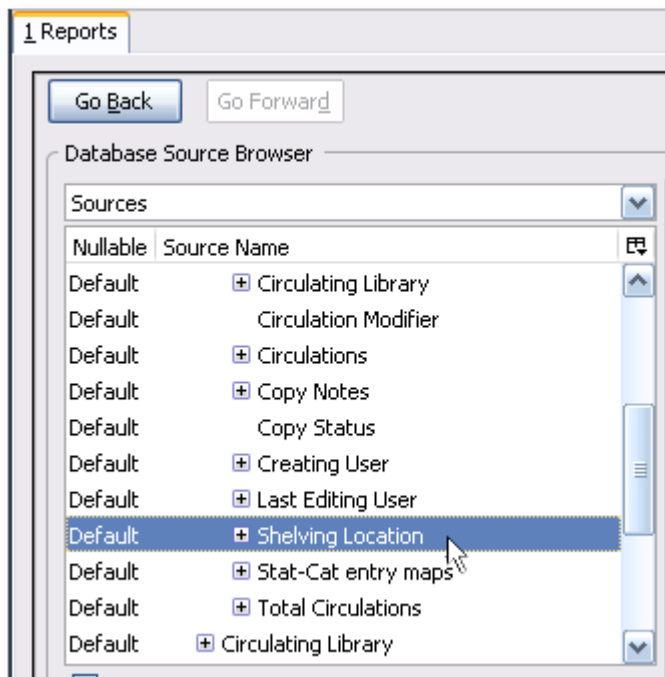 1 Reports
Go Back Go Forward
Database Source Browser
Sources
Nullable Source Name
Default Circulating Library
Default Circulation Modifier
Default Circulations
Default Copy Notes
Default Copy Status
Default Creating User
Default Last Editing User
Default Shelving Location
Default Stat-Cat entry maps
Default Total Circulations
Default Circulating Library